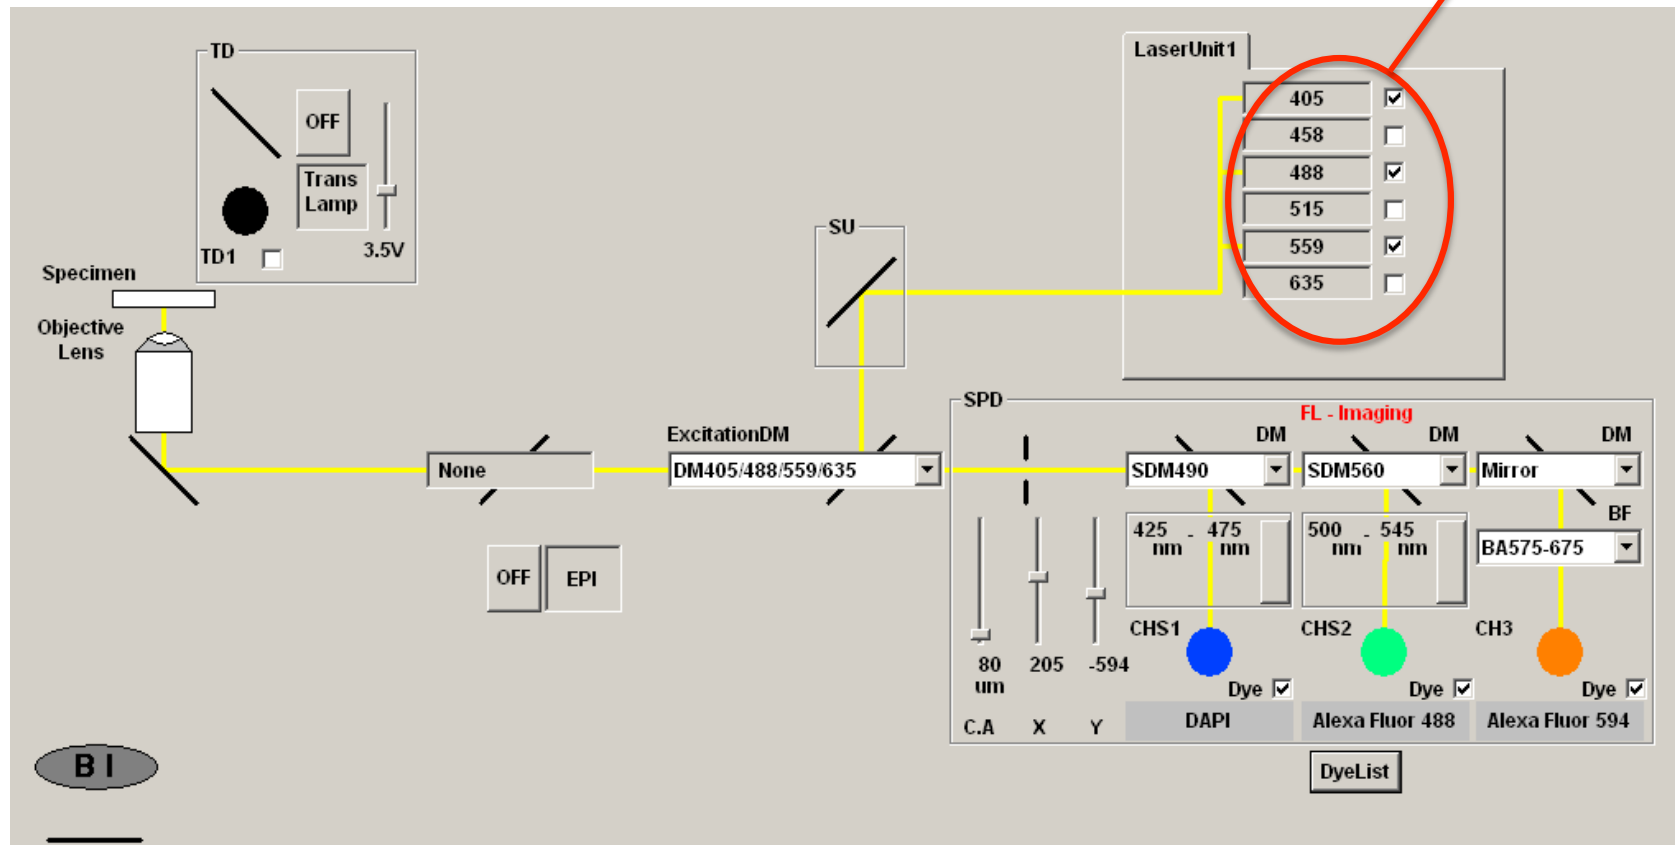 TD
OFF
Trans
Lamp
3.5V
TD1
Specimen
Objective
Lens
SU
LaserUnit1
405
458
488
515
559
635
None
ExcitationDM
DM405/488/559/635
OFF
EPI
SPD
FL - Imaging
DM
DM
DM
SDM490
SDM560
Mirror
BF
425 - 475
nm nm
500 - 545
nm nm
BA575-675
CHS1
CHS2
CH3
80 205 -594
um
Dye
Dye
Dye
C.A X Y
DAPI
Alexa Fluor 488
Alexa Fluor 594
DyeList
B I